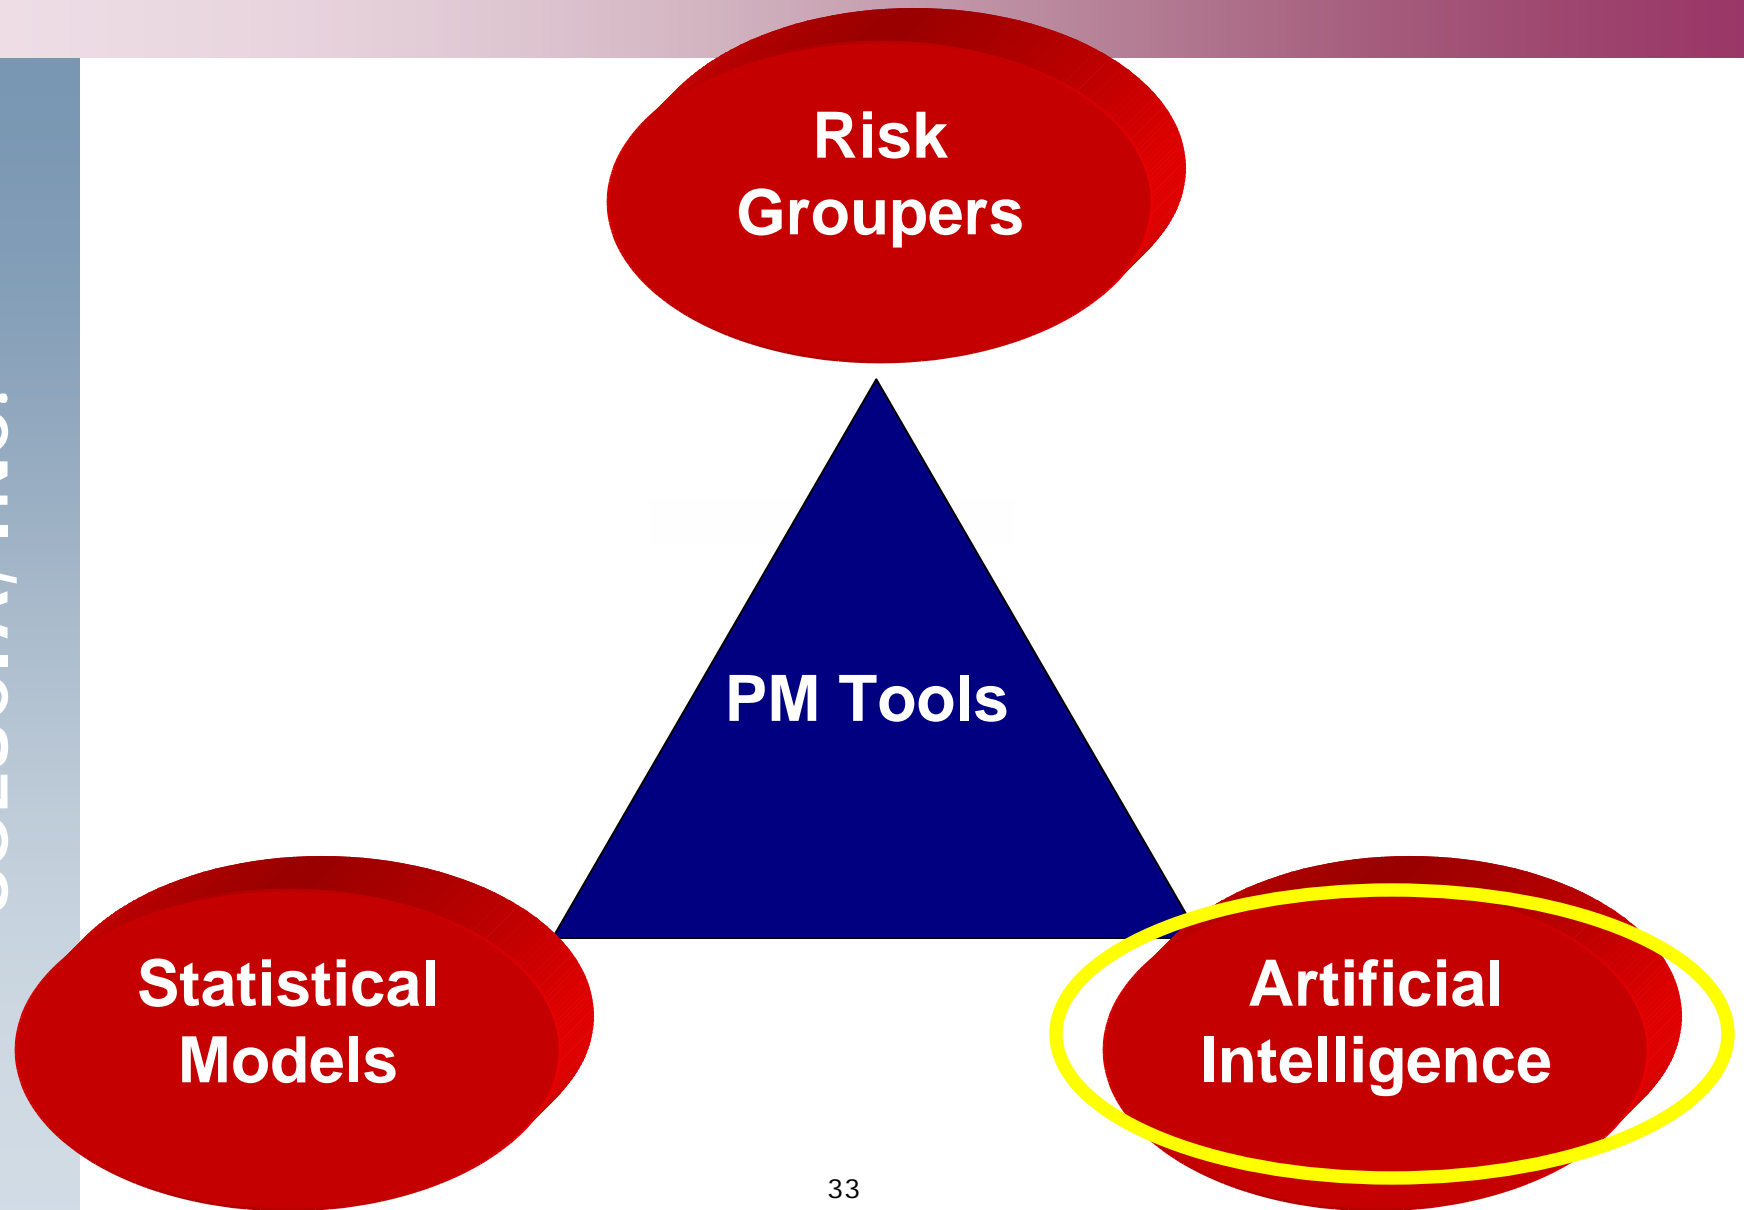 Risk
Groupers
PM Tools
Statistical
Models
Artificial
Intelligence
33